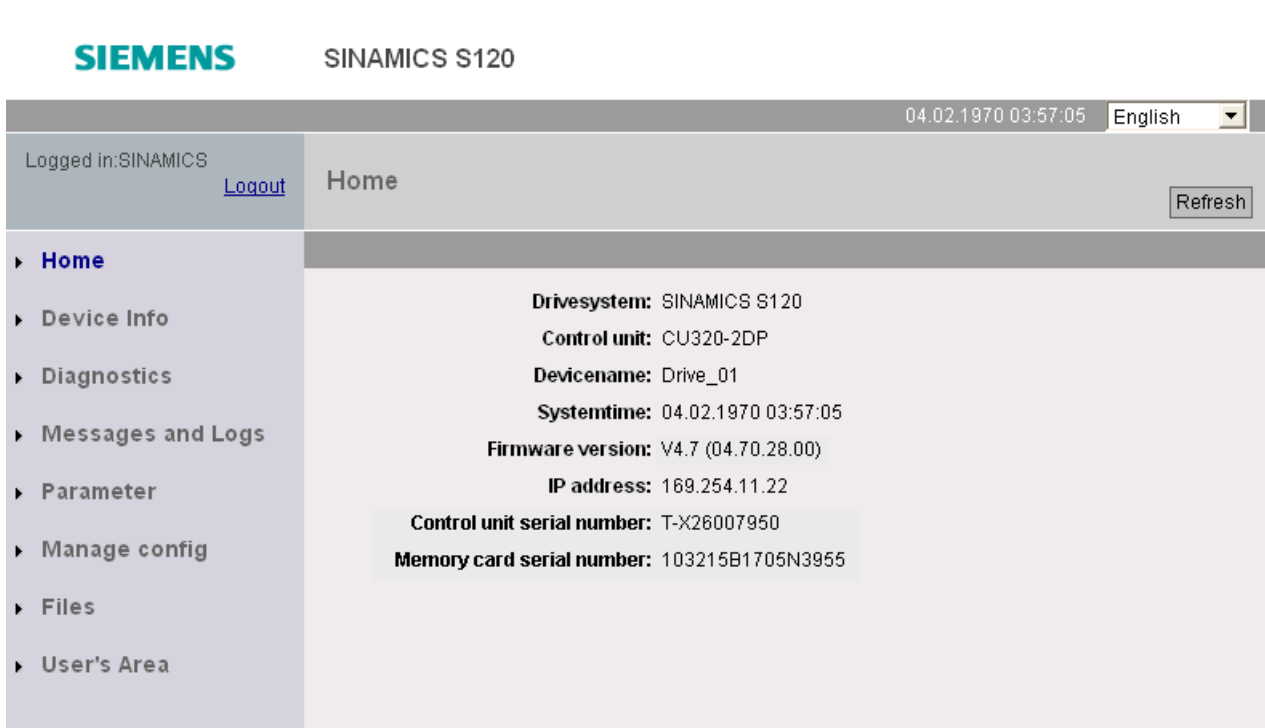 SIEMENS SINAMICS S120
04.02.1970 03:57:05 English
Logged in:SINAMICS
Logout
Home
Refresh
Home
Device Info
Diagnostics
Messages and Logs
Parameter
Manage config
Files
User's Area
Drivesystem: SINAMICS S120
Control unit: CU320-2DP
Devicename: Drive_01
Systemtime: 04.02.1970 03:57:05
Firmware version: V4.7 (04.70.28.00)
IP address: 169.254.11.22
Control unit serial number: T-X26007950
Memory card serial number: 103215B1705N3955